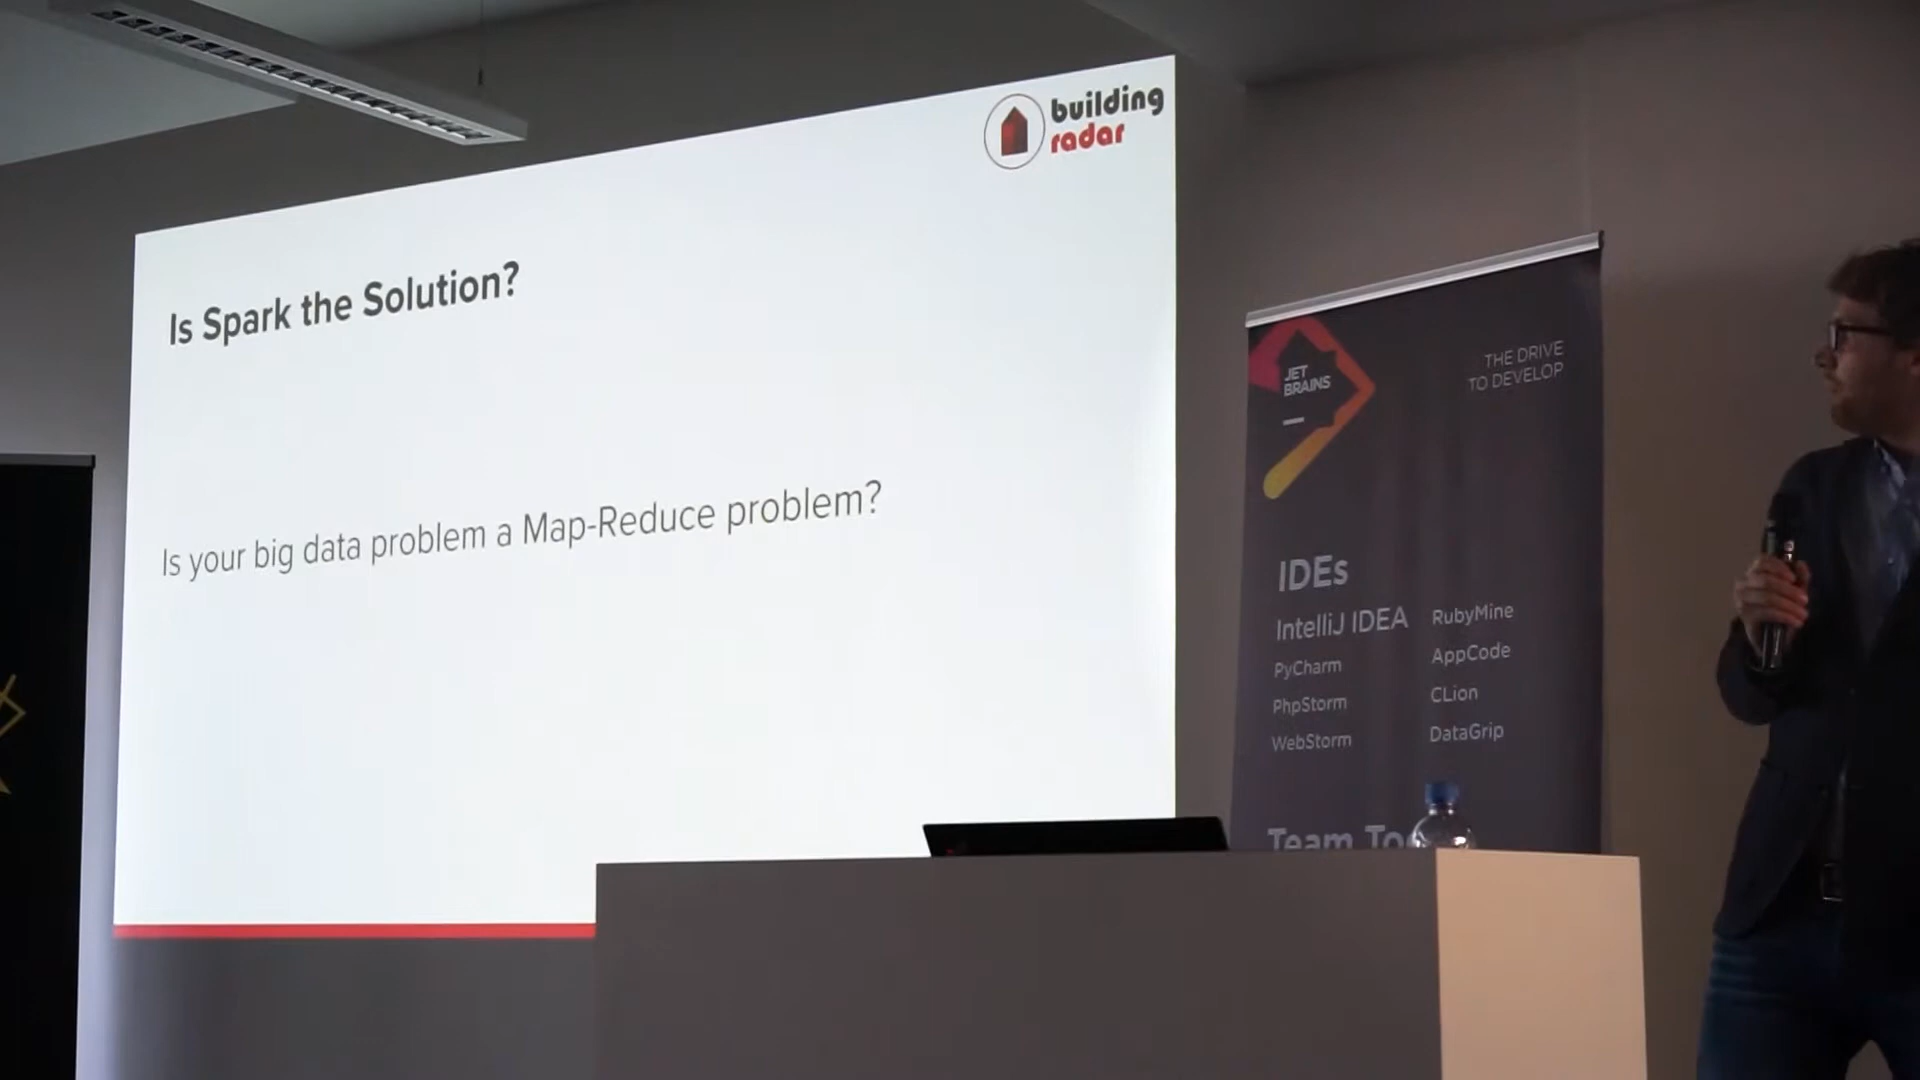 building
radar
Is Spark the Solution?
Is your big data problem a Map-Reduce problem?
JET
BRAINS
THE DRIVE
TO DEVELOP
IDEs
IntelliJ IDEA
PyCharm
PhpStorm
WebStorm
RubyMine
AppCode
CLion
DataGrip
Team